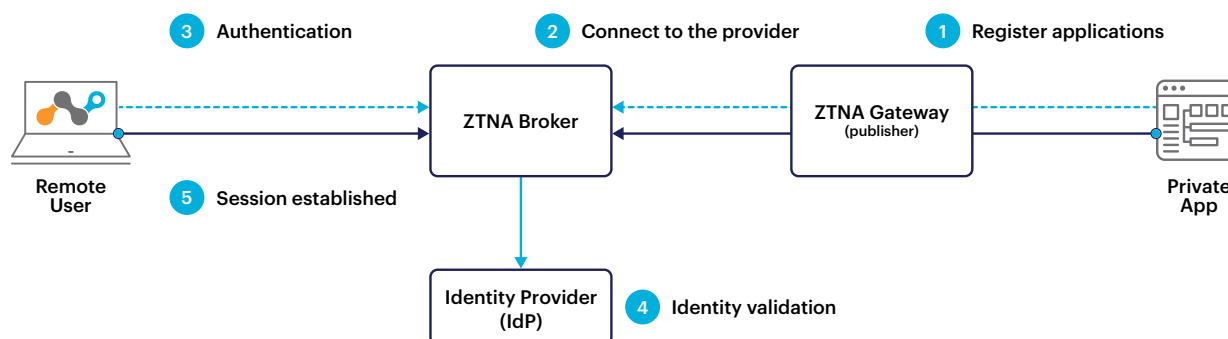 3 Authentication
2 Connect to the provider
1 Register applications
ZTNA Broker
ZTNA Gateway
(publisher)
Remote
User
5 Session established
Private
App
Identity Provider
(IdP)
4 Identity validation